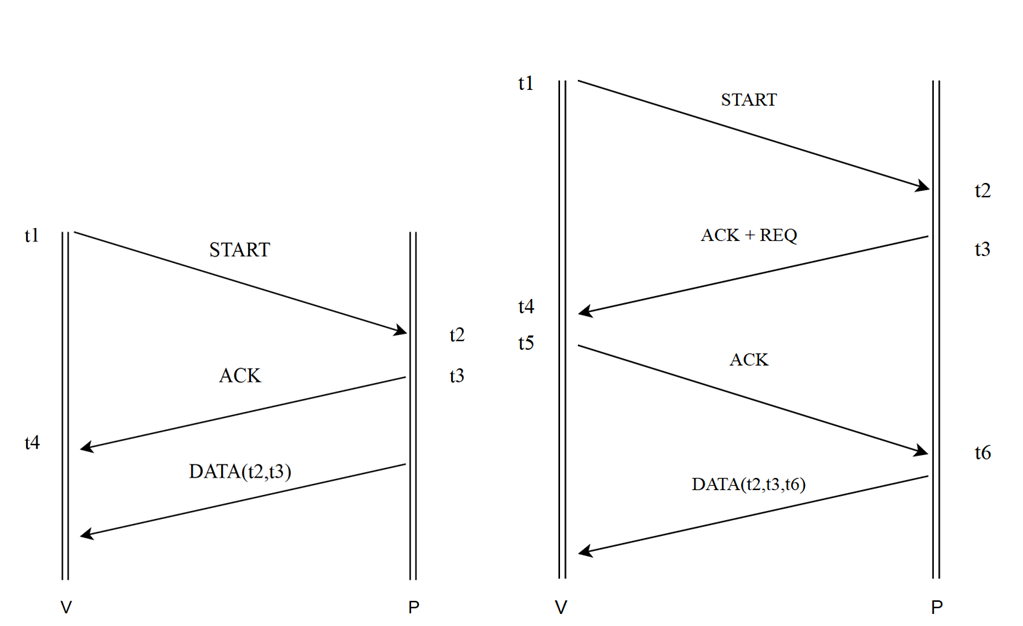 t1
START
t2
ACK
t3
t4
DATA(t2,t3)
V
P
t1
START
t2
ACK + REQ
t3
t4
t5
ACK
t6
DATA(t2,t3,t6)
V
P